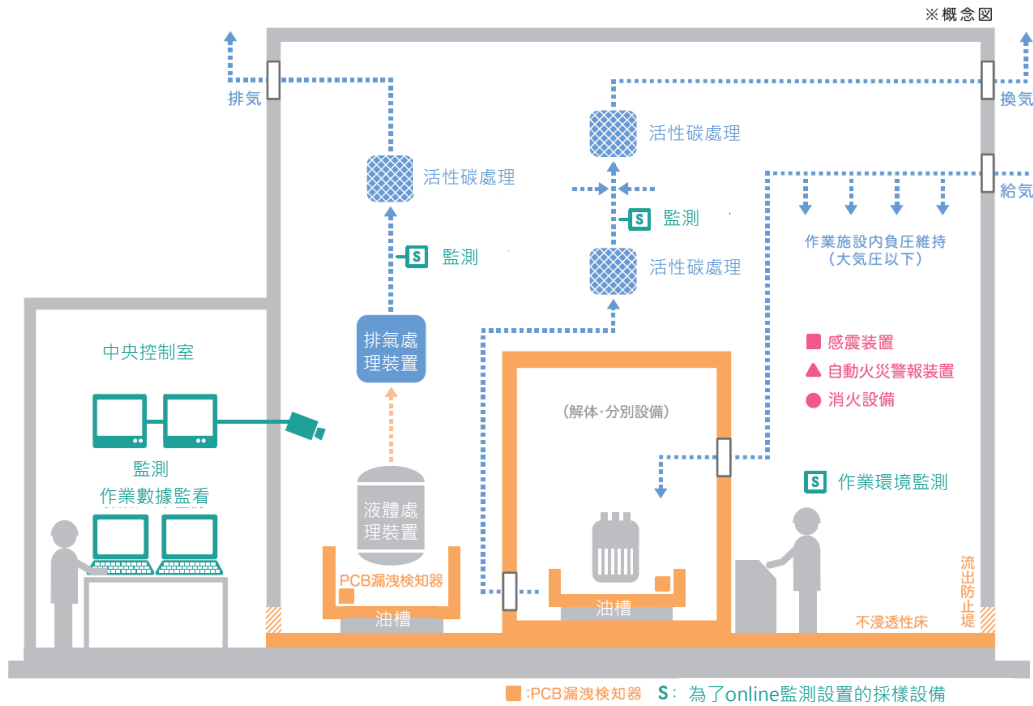 ※概念図
排気
換気
活性碳處理
活性碳處理
給気
S 監測
S 監測
作業施設内負圧維持
（大気圧以下）
活性碳處理
排氣處
理裝置
中央控制室
感震装置
自動火災警報装置
消火設備
（解体・分別設備）
監測
作業數據監看
S 作業環境監測
液體處
理裝置
PCB漏洩検知器
油槽
油槽
不浸透性床
流出防止堤
:PCB漏洩検知器 S: 為了online監測設置的採樣設備